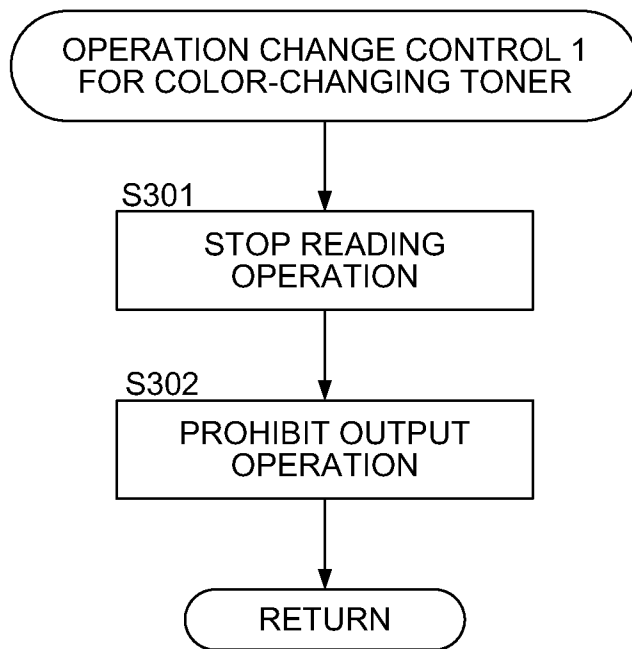 OPERATION CHANGE CONTROL 1
FOR COLOR-CHANGING TONER
S301
STOP READING
OPERATION
S302
PROHIBIT OUTPUT
OPERATION
RETURN